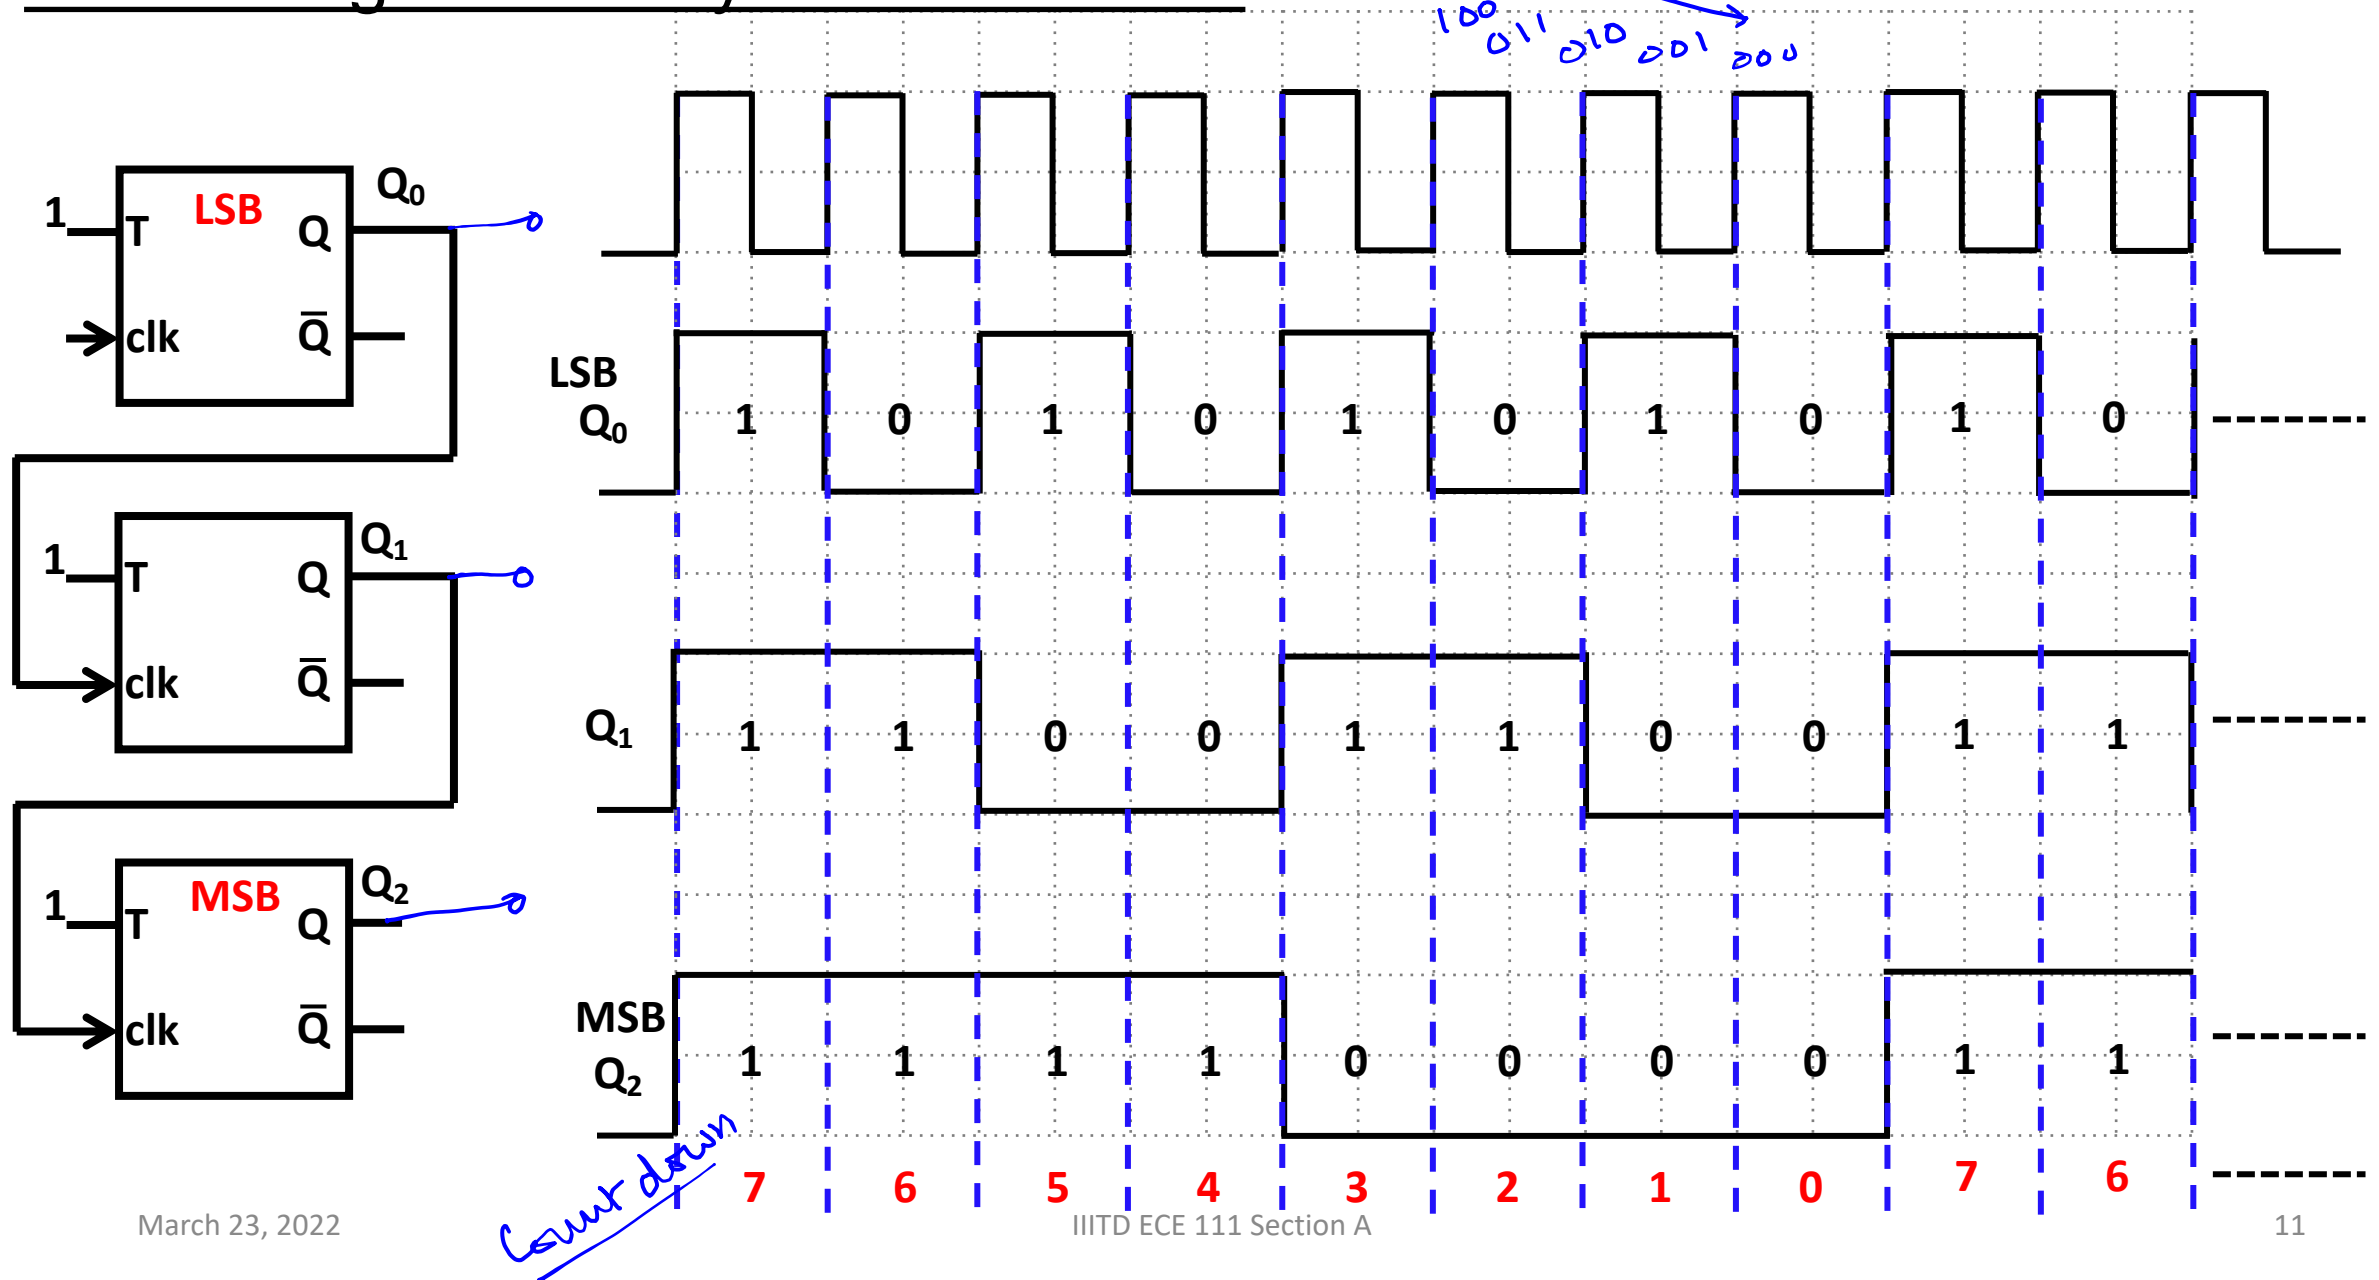 100
011 010 001 000
1 T LSB Q Q0
clk Q̅
LSB
Q0 1 0 1 0 1 0 1 0 1 0
1 T Q Q1
clk Q̅
Q1 1 1 0 0 1 1 0 0 1 1
1 T MSB Q Q2
clk Q̅
MSB
Q2 1 1 1 1 0 0 0 0 1 1
Count down
7 6 5 4 3 2 1 0 7 6
March 23, 2022 IIITD ECE 111 Section A 11